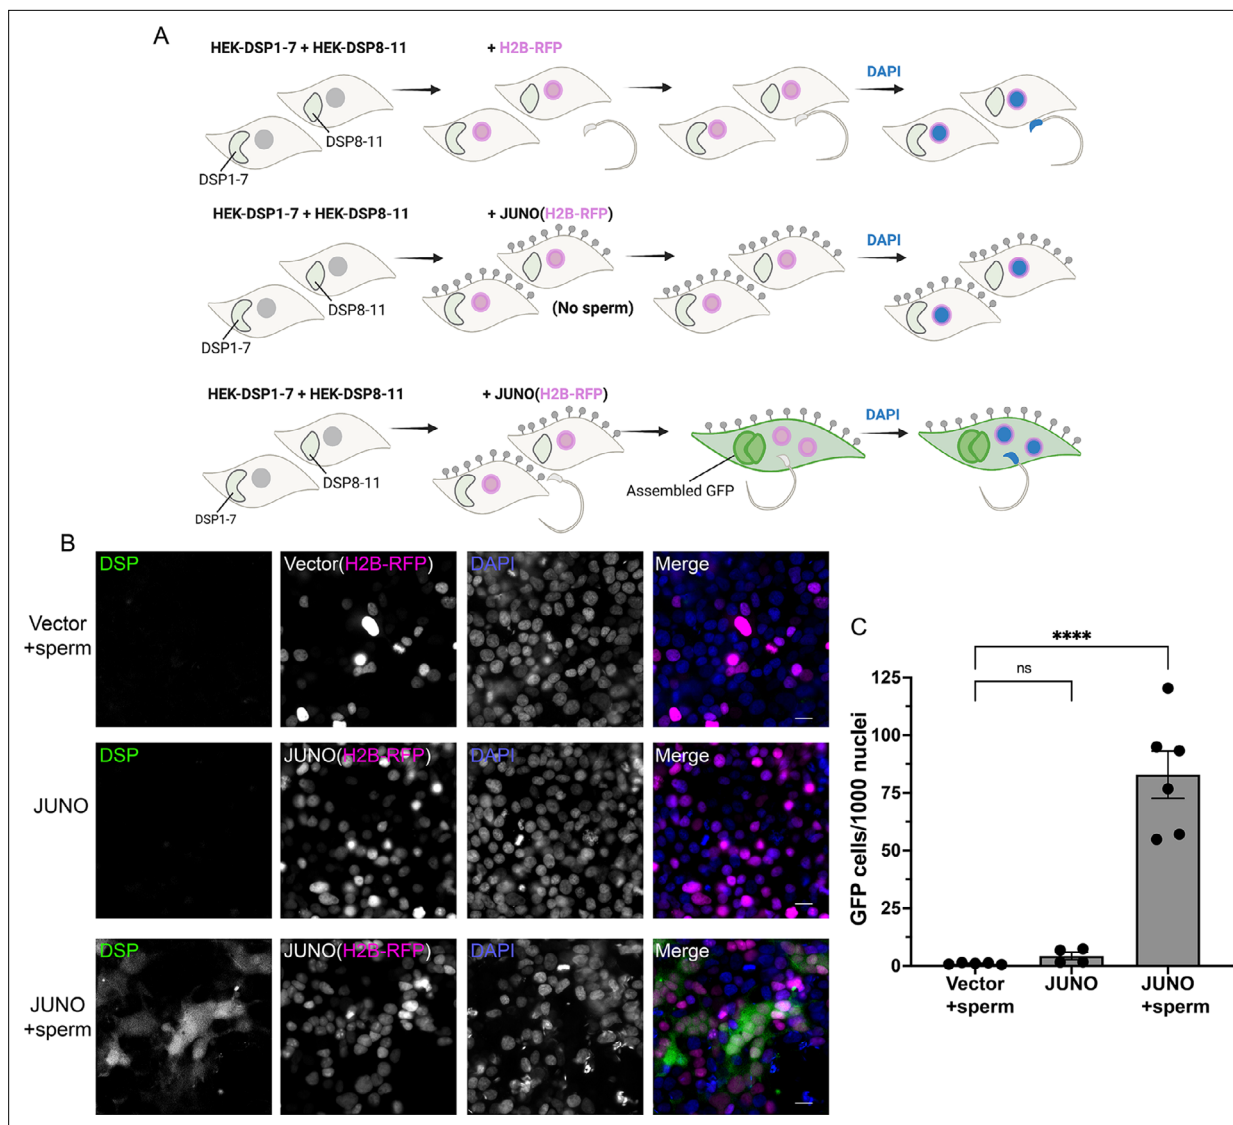 A
HEK-DSP1-7 + HEK-DSP8-11
+ H2B-RFP
DAPI
DSP8-11
DSP1-7
HEK-DSP1-7 + HEK-DSP8-11
+ JUNO(H2B-RFP)
DAPI
(No sperm)
DSP8-11
DSP1-7
HEK-DSP1-7 + HEK-DSP8-11
+ JUNO(H2B-RFP)
DAPI
DSP8-11
Assembled GFP
DSP1-7
B
DSP
Vector(H2B-RFP)
DAPI
Merge
Vector
+sperm
DSP
JUNO(H2B-RFP)
DAPI
Merge
JUNO
DSP
JUNO(H2B-RFP)
DAPI
Merge
JUNO
+sperm
C
****
ns
125
100
75
50
25
0
GFP cells/1000 nuclei
Vector
+sperm
JUNO
JUNO
+sperm